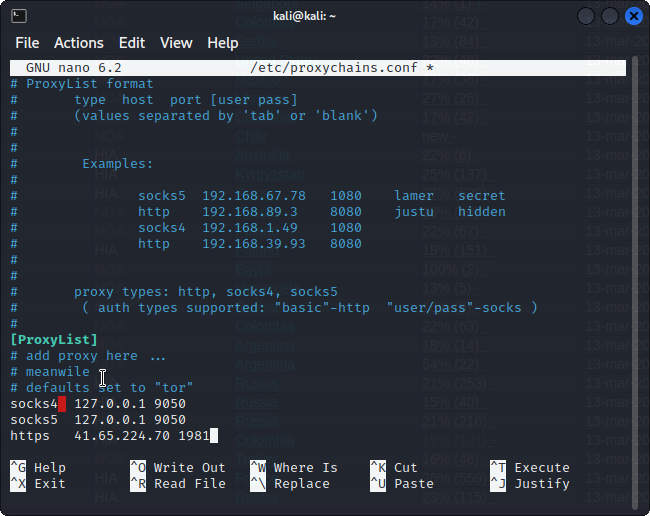 kali@kali: ~
File Actions Edit View Help
GNU nano 6.2 /etc/proxychains.conf *
# ProxyList format
# type host port [user pass]
# (values separated by 'tab' or 'blank')
#
#
# Examples:
#
# socks5 192.168.67.78 1080 lamer secret
# http 192.168.89.3 8080 justu hidden
# socks4 192.168.1.49 1080
# http 192.168.39.93 8080
#
#
# proxy types: http, socks4, socks5
# ( auth types supported: "basic"-http "user/pass"-socks )
#
[ProxyList]
# add proxy here ...
# meanwile
# defaults set to "tor"
socks4 127.0.0.1 9050
socks5 127.0.0.1 9050
https 41.65.224.70 1981
^G Help ^O Write Out ^W Where Is ^K Cut ^T Execute
^X Exit ^R Read File ^\ Replace ^U Paste ^J Justify